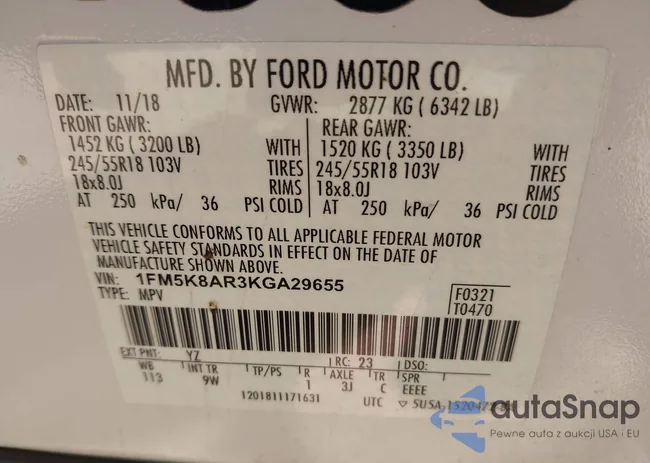 MFD. BY FORD MOTOR CO.
DATE: 11/18 GVWR: 2877 KG ( 6342 LB)
FRONT GAWR: REAR GAWR:
1452 KG ( 3200 LB) WITH 1520 KG ( 3350 LB) WITH
245/55R18 103V TIRES 245/55R18 103V TIRES
18x8.0J RIMS 18x8.0J RIMS
AT 250 kPa/ 36 PSI COLD AT 250 kPa/ 36 PSI COLD
THIS VEHICLE CONFORMS TO ALL APPLICABLE FEDERAL MOTOR
VEHICLE SAFETY STANDARDS IN EFFECT ON THE DATE OF
MANUFACTURE SHOWN ABOVE.
VIN: 1FM5K8AR3KGA29655
TYPE: MPV
F0321
T0470
EXT PNT: YZ RC: 23 DSO:
WB INT TR TP/PS R AXLE TR SPR
113 9W 1 3J C EEEE
1201811171631 UTC
autoSnap
Pewne auta z aukcji USA i EU